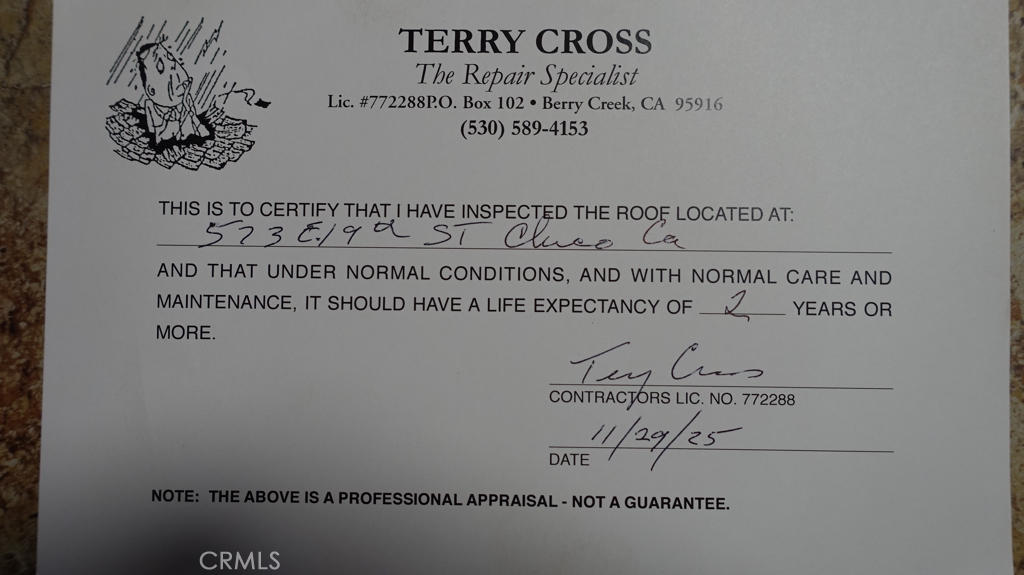 TERRY CROSS
The Repair Specialist
Lic. #772288P.O. Box 102 • Berry Creek, CA 95916
(530) 589-4153
THIS IS TO CERTIFY THAT I HAVE INSPECTED THE ROOF LOCATED AT:
573 E. 19th ST Chico Ca
AND THAT UNDER NORMAL CONDITIONS, AND WITH NORMAL CARE AND
MAINTENANCE, IT SHOULD HAVE A LIFE EXPECTANCY OF 2 YEARS OR
MORE.
Terry Cross
CONTRACTORS LIC. NO. 772288
11/29/25
DATE
NOTE: THE ABOVE IS A PROFESSIONAL APPRAISAL - NOT A GUARANTEE.
CRMLS